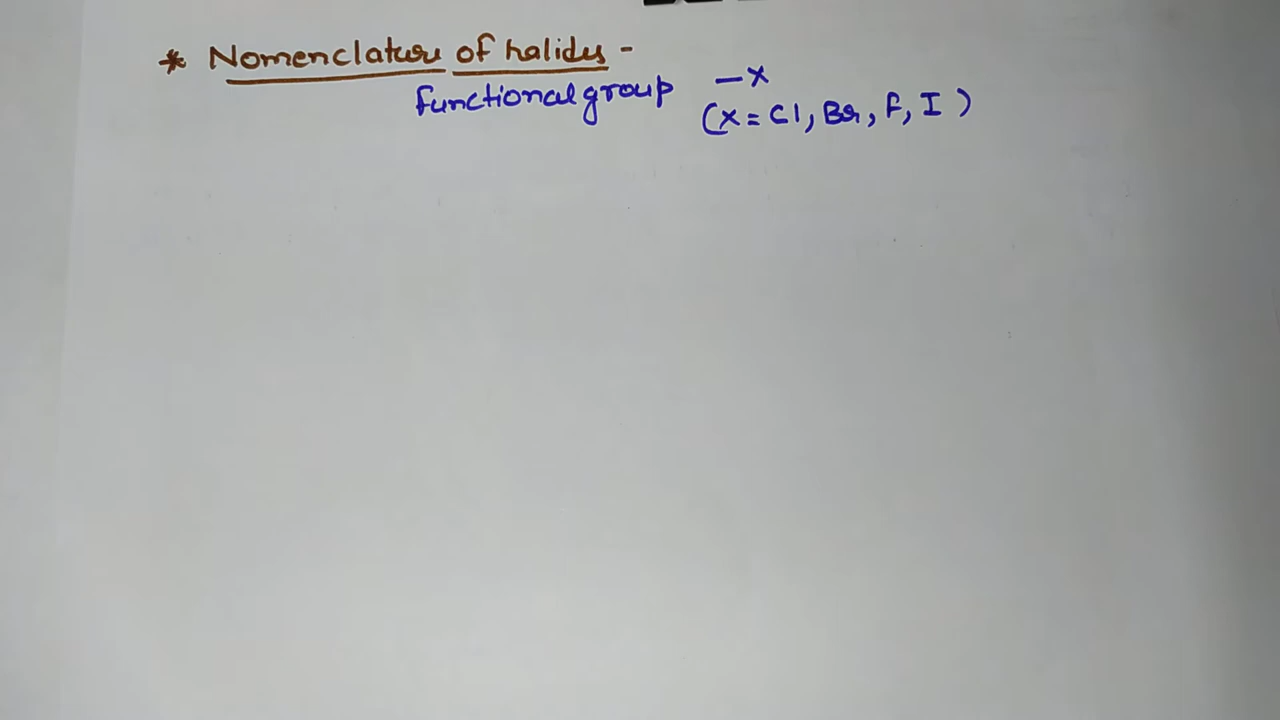 * Nomenclature of halides -
functional group -X
(X = Cl, Br, F, I)